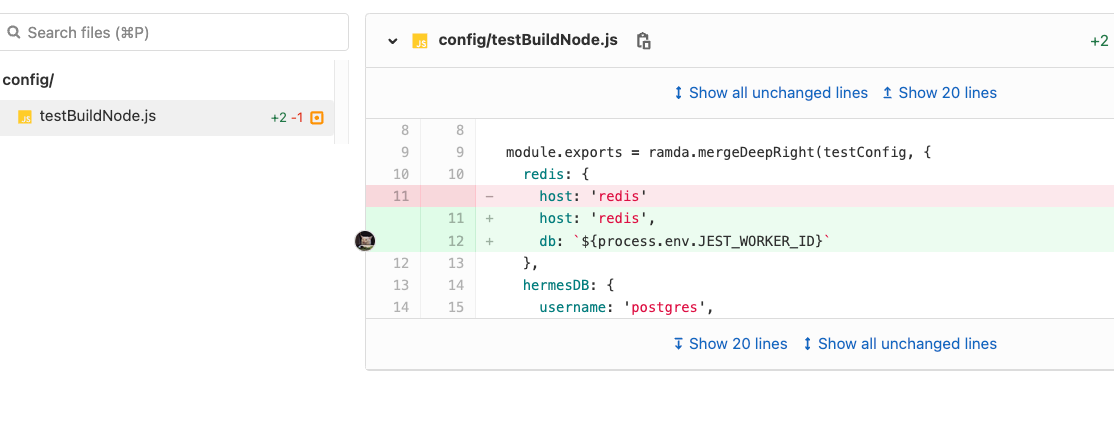 Search files (⌘P)
config/
testBuildNode.js +2 -1
config/testBuildNode.js +2
Show all unchanged lines Show 20 lines
8 8
9 9 module.exports = ramda.mergeDeepRight(testConfig, {
10 10 redis: {
11 - host: 'redis'
11 + host: 'redis',
12 + db: `${process.env.JEST_WORKER_ID}`
12 13 },
13 14 hermesDB: {
14 15 username: 'postgres',
Show 20 lines Show all unchanged lines